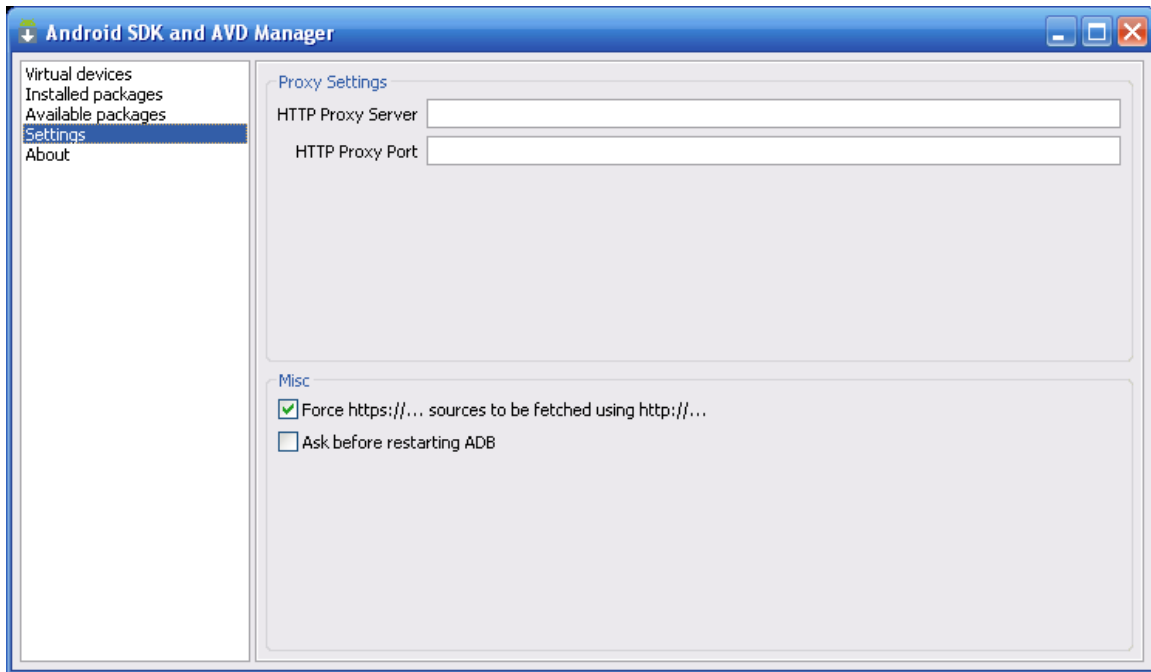 Android SDK and AVD Manager
Virtual devices
Installed packages
Available packages
Settings
About
Proxy Settings
HTTP Proxy Server
HTTP Proxy Port
Misc
Force https://... sources to be fetched using http://...
Ask before restarting ADB